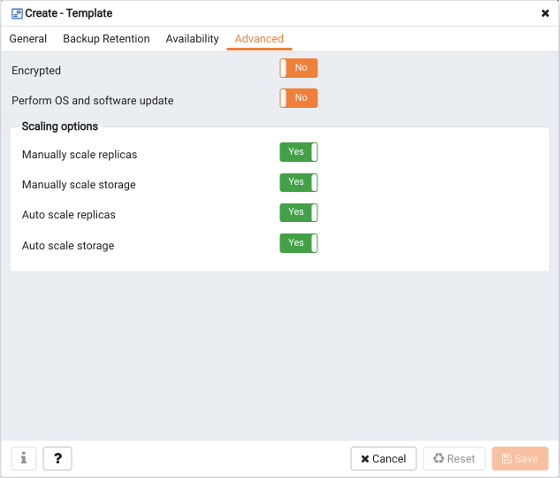 Create - Template
General Backup Retention Availability Advanced
Encrypted No
Perform OS and software update No
Scaling options
Manually scale replicas Yes
Manually scale storage Yes
Auto scale replicas Yes
Auto scale storage Yes
i ? Cancel Reset Save